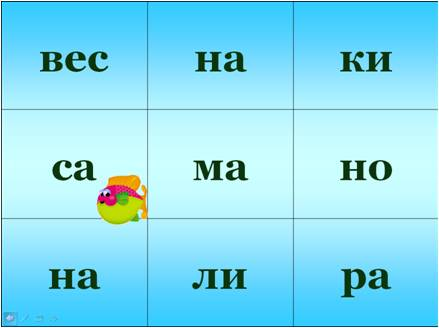 вес на ки
са ма но
на ли ра